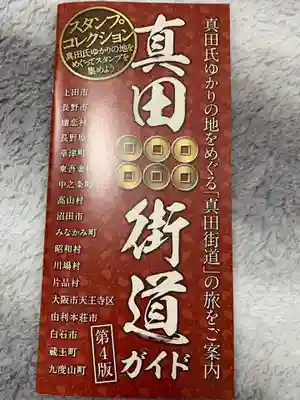 スタンプ
コレクション
真田氏ゆかりの地を
めぐってスタンプを
集めよう
真田氏ゆかりの地をめぐる「真田街道」の旅をご案内
真田
街道
ガイド
第4版
上田市
長野市
嬬恋村
長野原町
草津町
東吾妻町
中之条町
高山村
沼田市
みなかみ町
昭和村
川場村
片品村
大阪市天王寺区
由利本荘市
白石市
蔵王町
九度山町